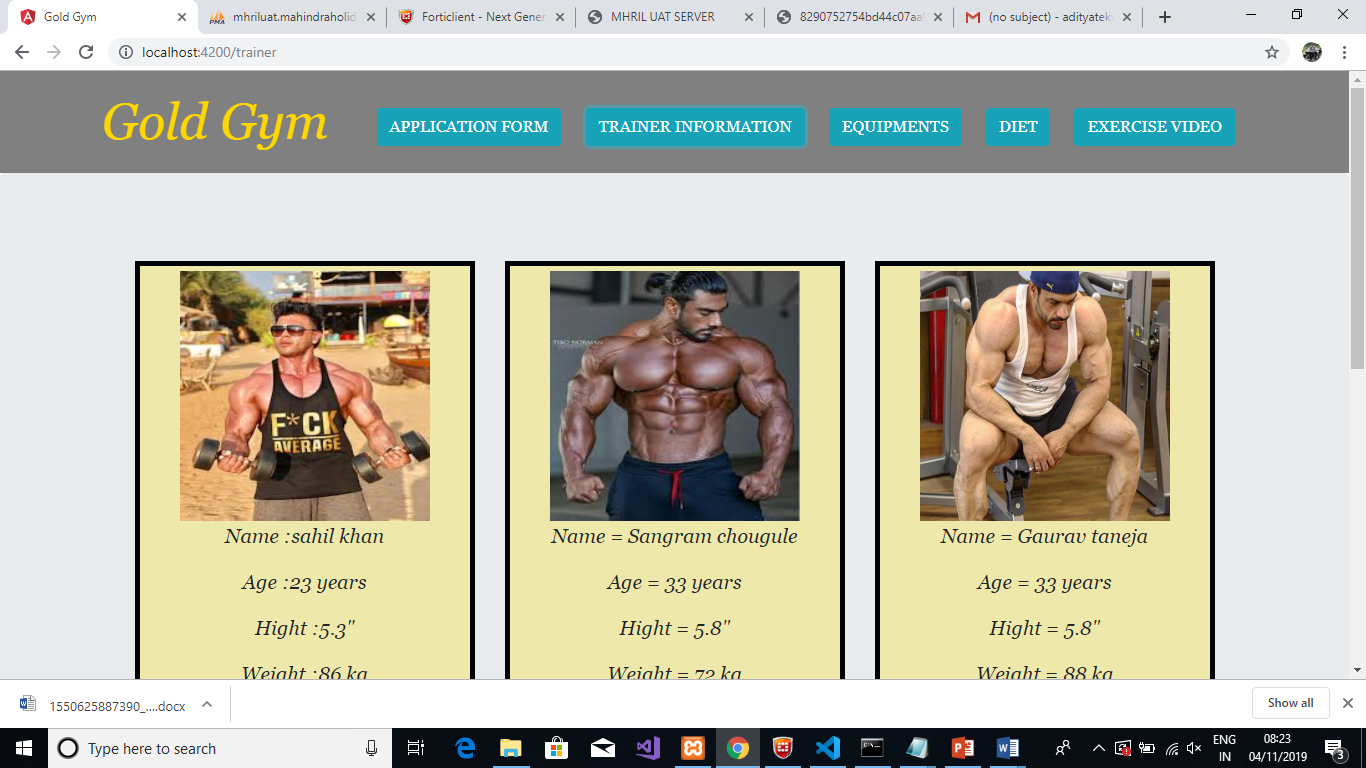 Gold Gym
mhriluat.mahindraholid
Forticlient - Next Gener
MHRIL UAT SERVER
8290752754bd44c07aa
(no subject) - adityatek
localhost:4200/trainer
Gold Gym
APPLICATION FORM
TRAINER INFORMATION
EQUIPMENTS
DIET
EXERCISE VIDEO
F*CK
AVERAGE
Name :sahil khan
Age :23 years
Hight :5.3"
Weight :86 kg
Name = Sangram chougule
Age = 33 years
Hight = 5.8"
Weight = 72 kg
Name = Gaurav taneja
Age = 33 years
Hight = 5.8"
Weight = 88 kg
1550625887390_....docx
Show all
Type here to search
ENG
IN
08:23
04/11/2019
3